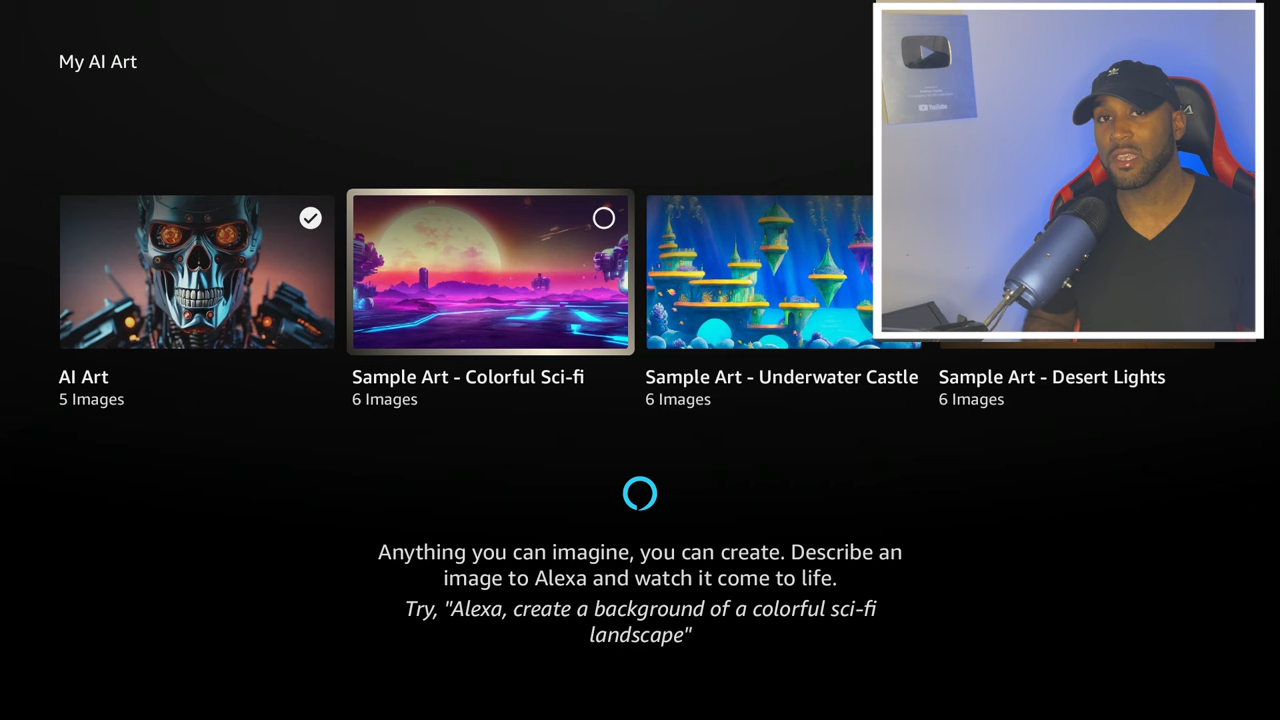 My AI Art
YouTube
AI Art
5 Images
Sample Art - Colorful Sci-fi
6 Images
Sample Art - Underwater Castle
6 Images
Sample Art - Desert Lights
6 Images
Anything you can imagine, you can create. Describe an
image to Alexa and watch it come to life.
Try, "Alexa, create a background of a colorful sci-fi
landscape"